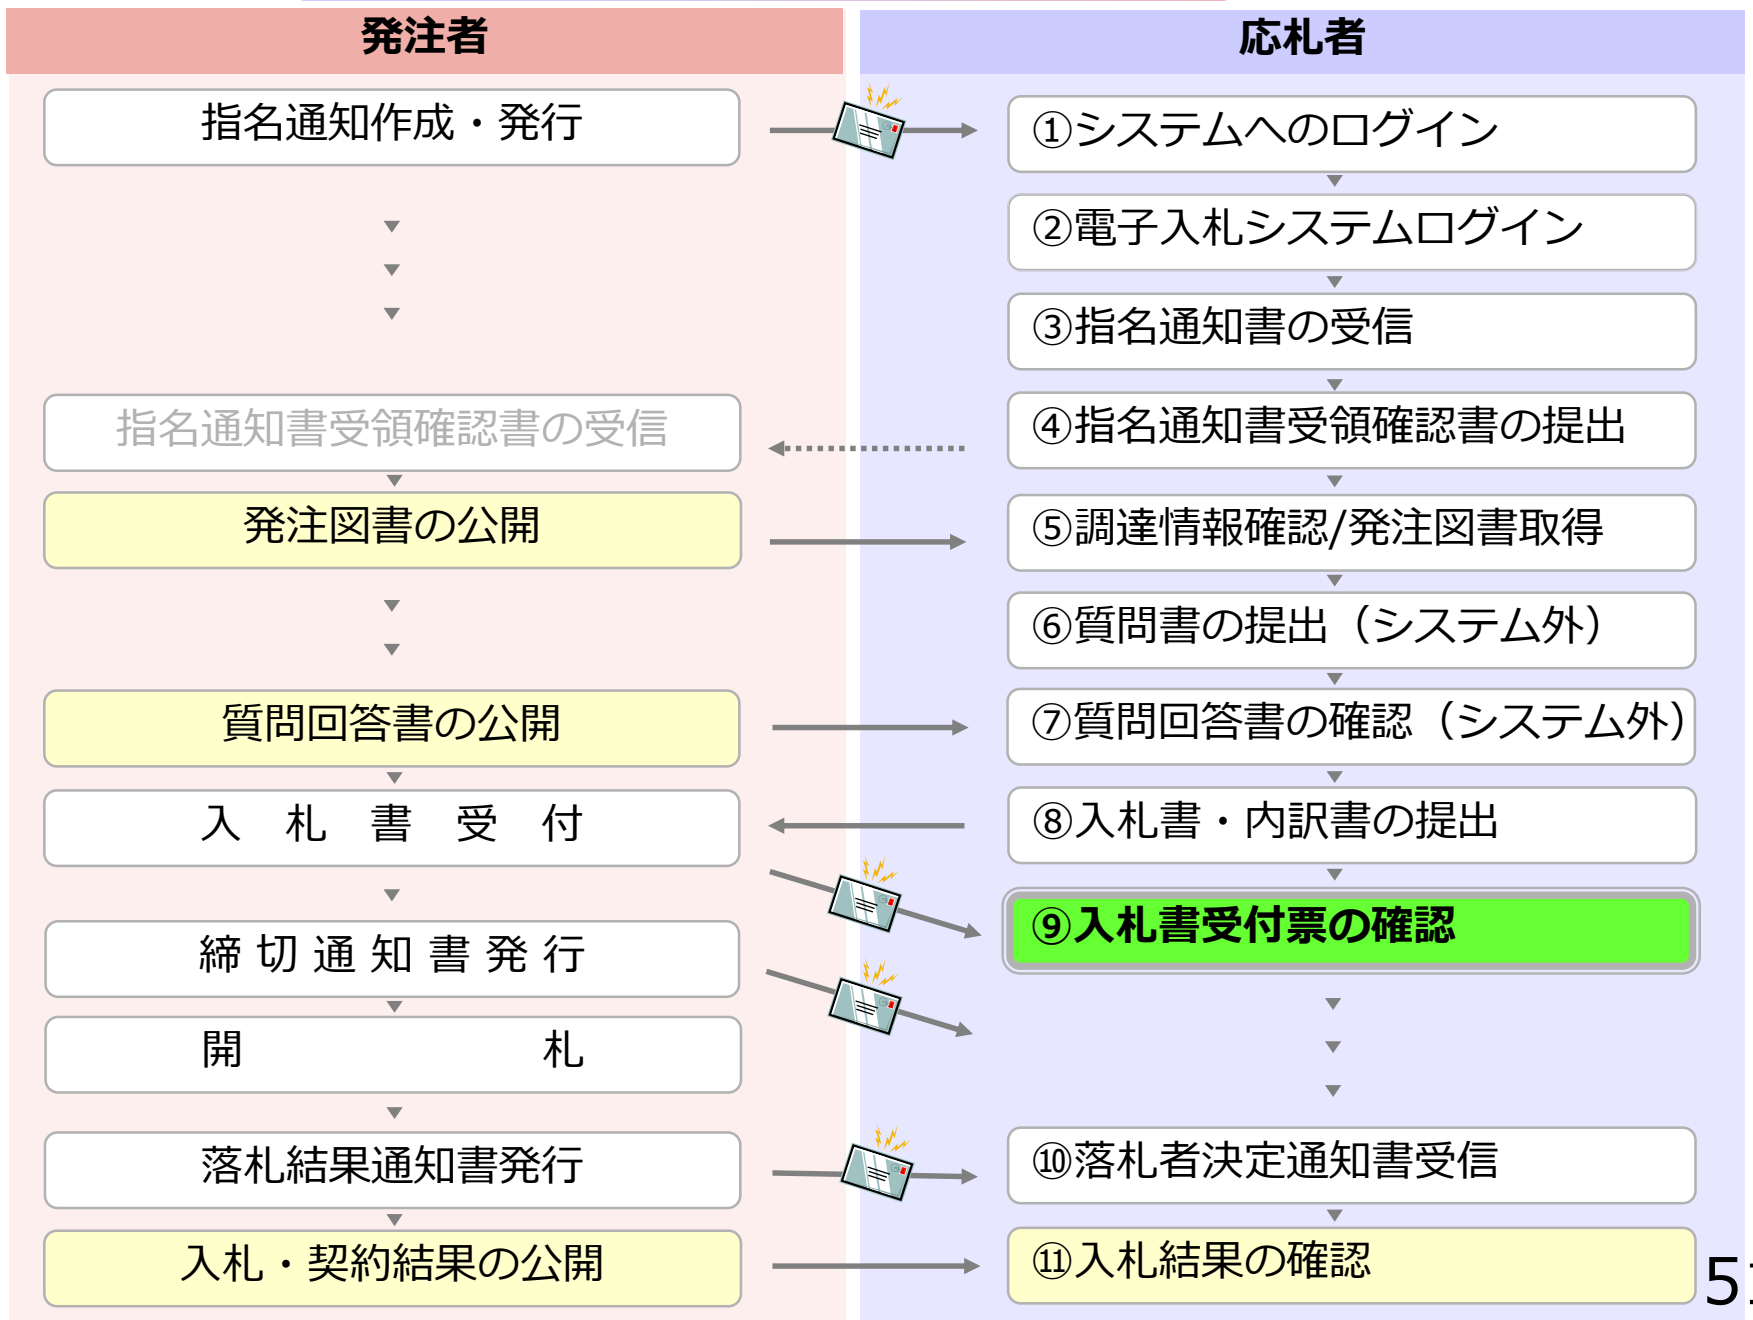 発注者
指名通知作成・発行
指名通知書受領確認書の受信
発注図書の公開
質問回答書の公開
入　札　書　受　付
締 切 通 知 書 発 行
開　　　　　　　札
落札結果通知書発行
入札・契約結果の公開
応札者
①システムへのログイン
②電子入札システムログイン
③指名通知書の受信
④指名通知書受領確認書の提出
⑤調達情報確認/発注図書取得
⑥質問書の提出（システム外）
⑦質問回答書の確認（システム外）
⑧入札書・内訳書の提出
⑨入札書受付票の確認
⑩落札者決定通知書受信
⑪入札結果の確認